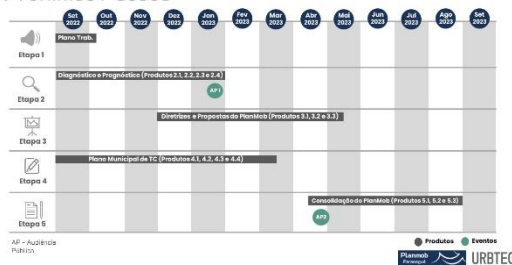 Set 2022 Out 2022 Nov 2022 Dez 2022 Jan 2023 Fev 2023 Mar 2023 Abr 2023 Mai 2023 Jun 2023 Jul 2023 Ago 2023 Set 2023
Plano Trab.
Etapa 1
Diagnóstico e Prognóstico (Produtos 2.1, 2.2, 2.3 e 2.4)
AP1
Etapa 2
Diretrizes e Propostas do PlanMob (Produtos 3.1, 3.2 e 3.3)
Etapa 3
Plano Municipal de TC (Produtos 4.1, 4.2, 4.3 e 4.4)
Etapa 4
Consolidação de PlanMob (Produtos 5.1, 5.2 e 5.3)
AP2
Etapa 5
AP - Audiência
Pública
Produtos Eventos
Planmob
URBTEC